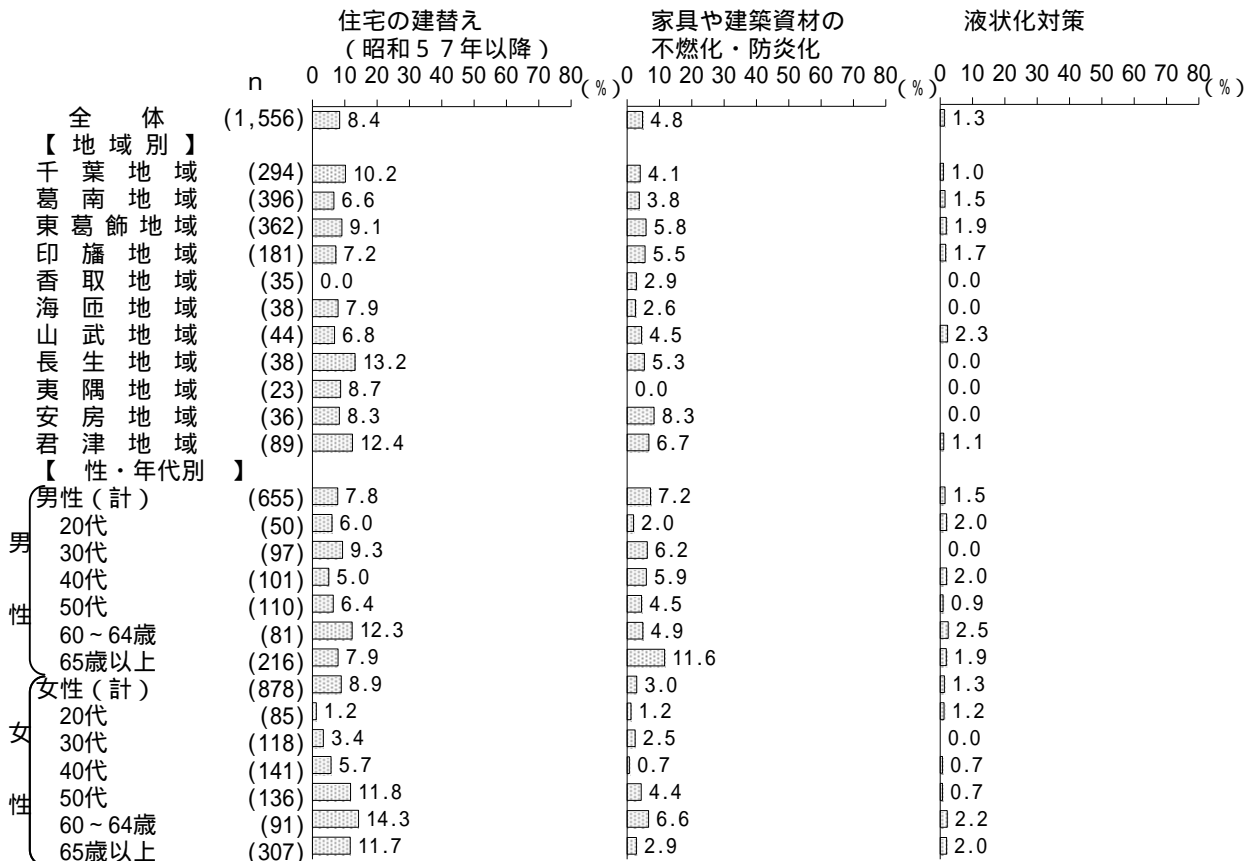 住宅の建替え 家具や建築資材の 液状化対策
（昭和５７年以降） 不燃化・防炎化
n 0 10 20 30 40 50 60 70 80(%) 0 10 20 30 40 50 60 70 80(%) 0 10 20 30 40 50 60 70 80(%)
全体 (1,556) 8.4 4.8 1.3
【地域別】
千葉地域 (294) 10.2 4.1 1.0
葛南地域 (396) 6.6 3.8 1.5
東葛飾地域 (362) 9.1 5.8 1.9
印旛地域 (181) 7.2 5.5 1.7
香取地域 (35) 0.0 2.9 0.0
海匝地域 (38) 7.9 2.6 0.0
山武地域 (44) 6.8 4.5 2.3
長生地域 (38) 13.2 5.3 0.0
夷隅地域 (23) 8.7 0.0 0.0
安房地域 (36) 8.3 8.3 0.0
君津地域 (89) 12.4 6.7 1.1
【性・年代別】
男性
男性（計） (655) 7.8 7.2 1.5
20代 (50) 6.0 2.0 2.0
30代 (97) 9.3 6.2 0.0
40代 (101) 5.0 5.9 2.0
50代 (110) 6.4 4.5 0.9
60～64歳 (81) 12.3 4.9 2.5
65歳以上 (216) 7.9 11.6 1.9
女性
女性（計） (878) 8.9 3.0 1.3
20代 (85) 1.2 1.2 1.2
30代 (118) 3.4 2.5 0.0
40代 (141) 5.7 0.7 0.7
50代 (136) 11.8 4.4 0.7
60～64歳 (91) 14.3 6.6 2.2
65歳以上 (307) 11.7 2.9 2.0